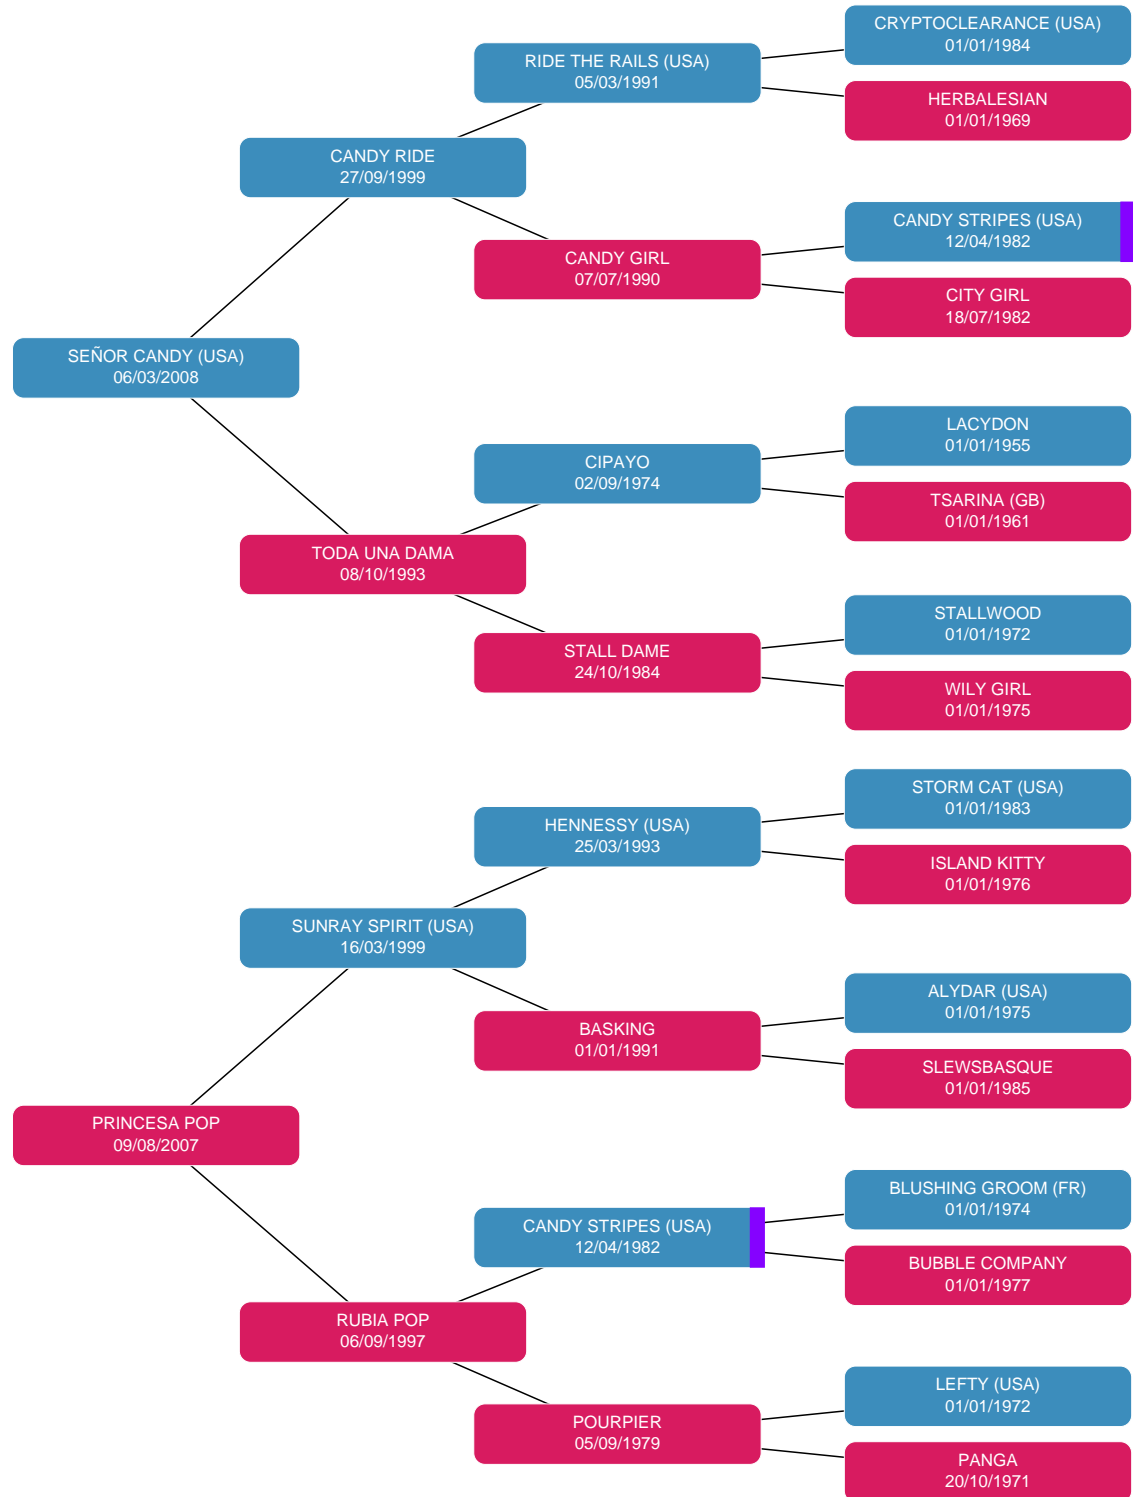 CRYPTOCLEARANCE (USA)
01/01/1984
RIDE THE RAILS (USA)
05/03/1991
HERBALESIAN
01/01/1969
CANDY RIDE
27/09/1999
CANDY STRIPES (USA)
12/04/1982
CANDY GIRL
07/07/1990
CITY GIRL
18/07/1982
SEÑOR CANDY (USA)
06/03/2008
LACYDON
01/01/1955
CIPAYO
02/09/1974
TSARINA (GB)
01/01/1961
TODA UNA DAMA
08/10/1993
STALLWOOD
01/01/1972
STALL DAME
24/10/1984
WILY GIRL
01/01/1975
STORM CAT (USA)
01/01/1983
HENNESSY (USA)
25/03/1993
ISLAND KITTY
01/01/1976
SUNRAY SPIRIT (USA)
16/03/1999
ALYDAR (USA)
01/01/1975
BASKING
01/01/1991
SLEWSBASQUE
01/01/1985
PRINCESA POP
09/08/2007
BLUSHING GROOM (FR)
01/01/1974
CANDY STRIPES (USA)
12/04/1982
BUBBLE COMPANY
01/01/1977
RUBIA POP
06/09/1997
LEFTY (USA)
01/01/1972
POURPIER
05/09/1979
PANGA
20/10/1971